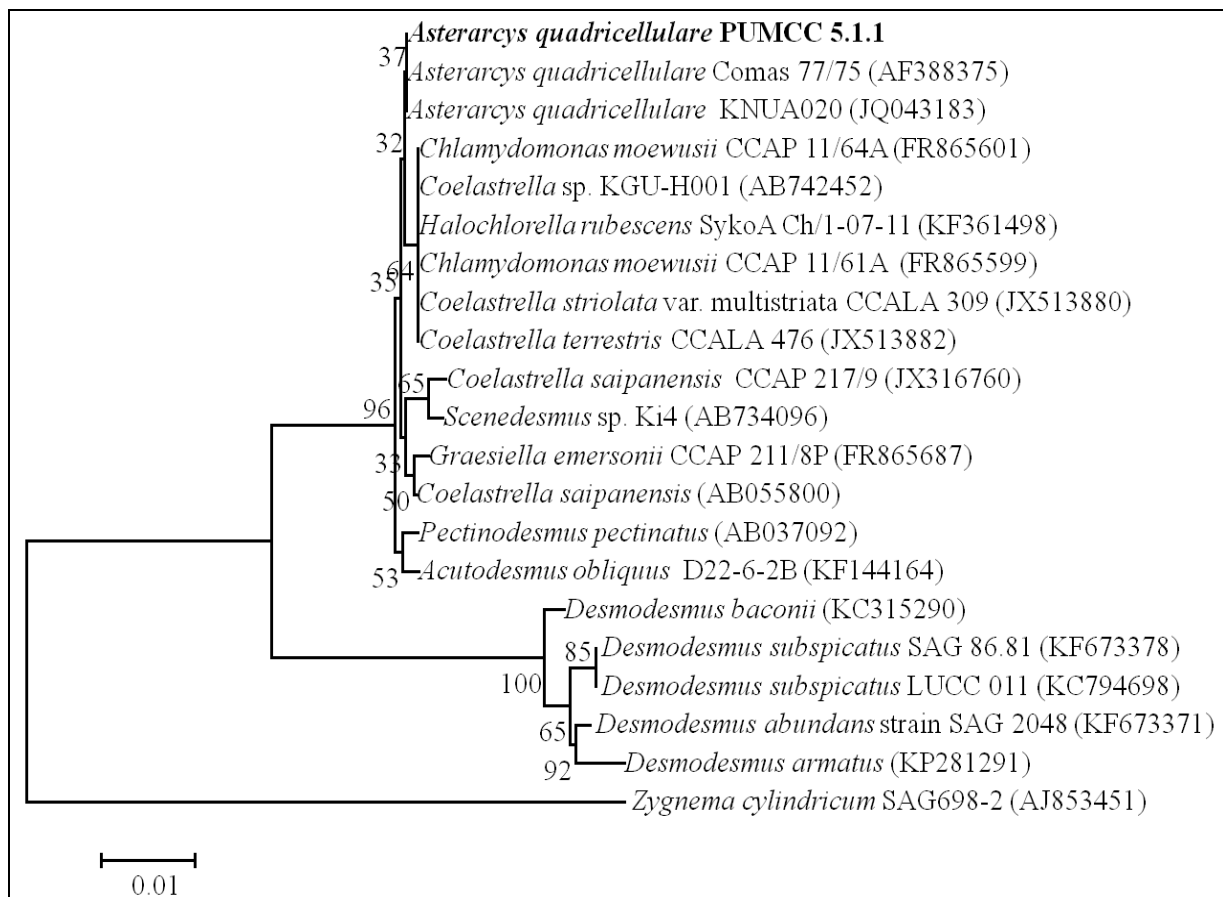 Asterarcys quadricellulare PUMCC 5.1.1
37
Asterarcys quadricellulare Comas 77/75 (AF388375)
Asterarcys quadricellulare KNUA020 (JQ043183)
32
Chlamydomonas moewusii CCAP 11/64A (FR865601)
Coelastrella sp. KGU-H001 (AB742452)
Halochlorella rubescens SykoA Ch/1-07-11 (KF361498)
64
Chlamydomonas moewusii CCAP 11/61A (FR865599)
35
Coelastrella striolata var. multistriata CCALA 309 (JX513880)
Coelastrella terrestris CCALA 476 (JX513882)
65
Coelastrella saipanensis CCAP 217/9 (JX316760)
96
Scenedesmus sp. Ki4 (AB734096)
33
Graesiella emersonii CCAP 211/8P (FR865687)
50
Coelastrella saipanensis (AB055800)
Pectinodesmus pectinatus (AB037092)
53
Acutodesmus obliquus D22-6-2B (KF144164)
Desmodesmus baconii (KC315290)
85
Desmodesmus subspicatus SAG 86.81 (KF673378)
100
Desmodesmus subspicatus LUCC 011 (KC794698)
65
Desmodesmus abundans strain SAG 2048 (KF673371)
92
Desmodesmus armatus (KP281291)
Zygnema cylindricum SAG698-2 (AJ853451)
0.01